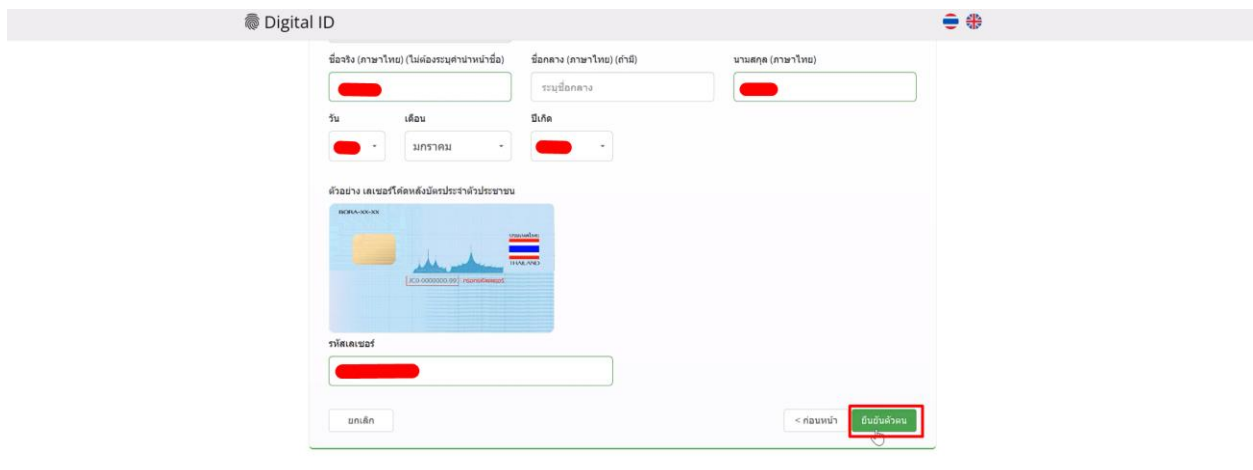 Digital ID
ชื่อจริง (ภาษาไทย) (ไม่ต้องระบุคำนำหน้าชื่อ) ชื่อกลาง (ภาษาไทย) (ถ้ามี) นามสกุล (ภาษาไทย)
ระบุชื่อกลาง
วัน เดือน ปีเกิด
มกราคม
ตัวอย่าง เลเซอร์โค้ดหลังบัตรประจำตัวประชาชน
BORA-XX-XX
THAILAND
รหัสเลเซอร์
ยกเลิก < ก่อนหน้า ยืนยันตัวตน